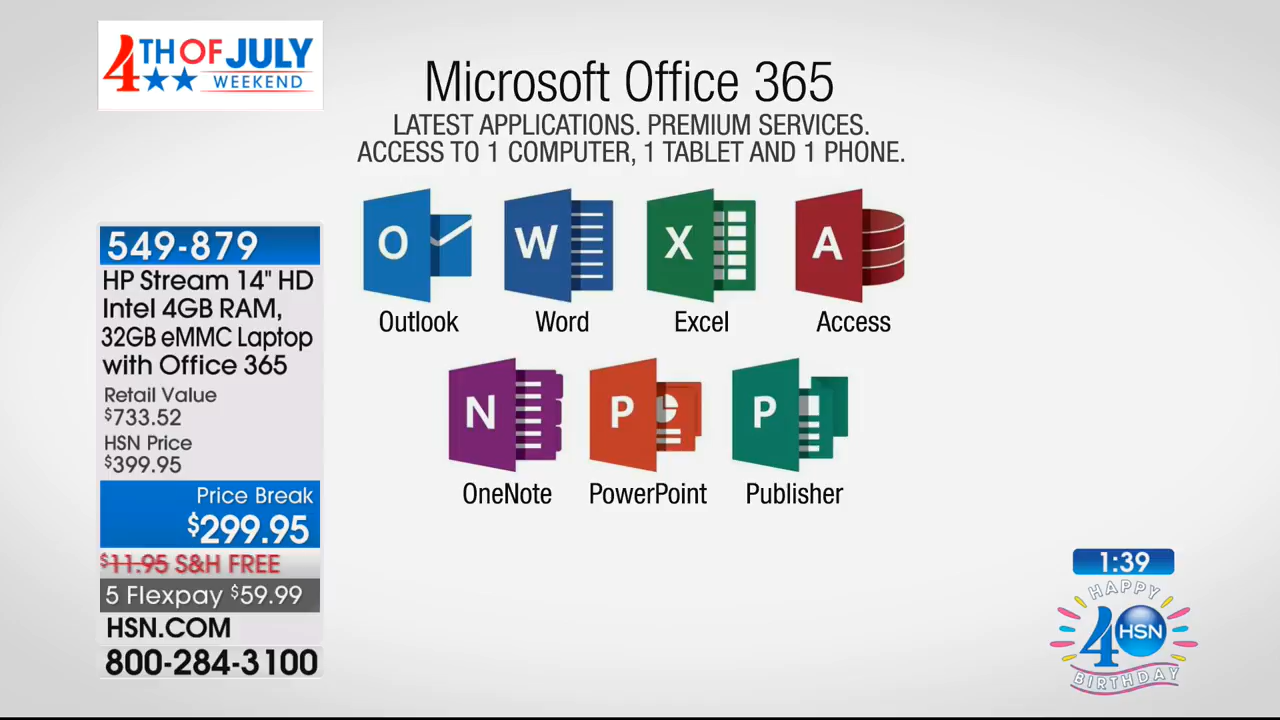 4TH OF JULY
WEEKEND
Microsoft Office 365
LATEST APPLICATIONS. PREMIUM SERVICES.
ACCESS TO 1 COMPUTER, 1 TABLET AND 1 PHONE.
O
W
X
A
Outlook
Word
Excel
Access
N
P
P
OneNote
PowerPoint
Publisher
549-879
HP Stream 14" HD
Intel 4GB RAM,
32GB eMMC Laptop
with Office 365
Retail Value
$733.52
HSN Price
$399.95
Price Break
$299.95
$11.95 S&H FREE
5 Flexpay $59.99
HSN.COM
800-284-3100
1:39
HAPPY
40 HSN
BIRTHDAY